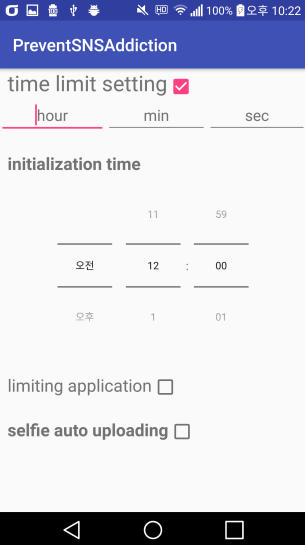 HD 100% 오후 10:22
PreventSNSAddiction
time limit setting
hour min sec
initialization time
11 59
오전 12 : 00
오후 1 01
limiting application
selfie auto uploading